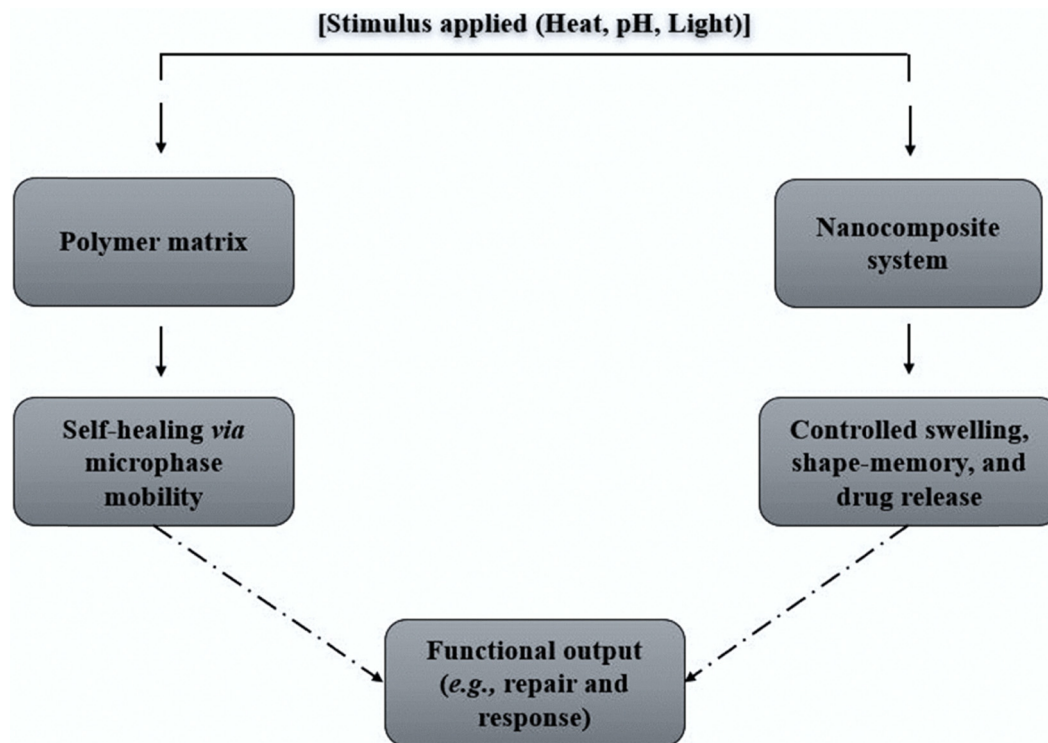 [Stimulus applied (Heat, pH, Light)]
Polymer matrix
Nanocomposite
system
Self-healing via
microphase
mobility
Controlled swelling,
shape-memory, and
drug release
Functional output
(e.g., repair and
response)